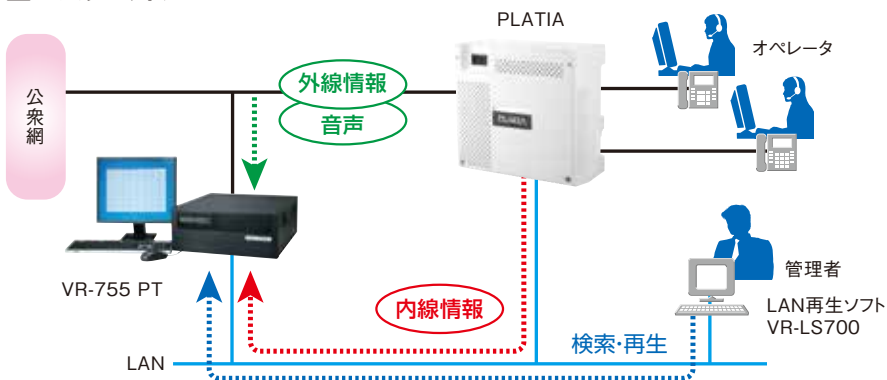 PLATIA
公衆網
外線情報
音声
PLATIA
オペレータ
VR-755 PT
内線情報
管理者
LAN再生ソフト
VR-LS700
検索・再生
LAN